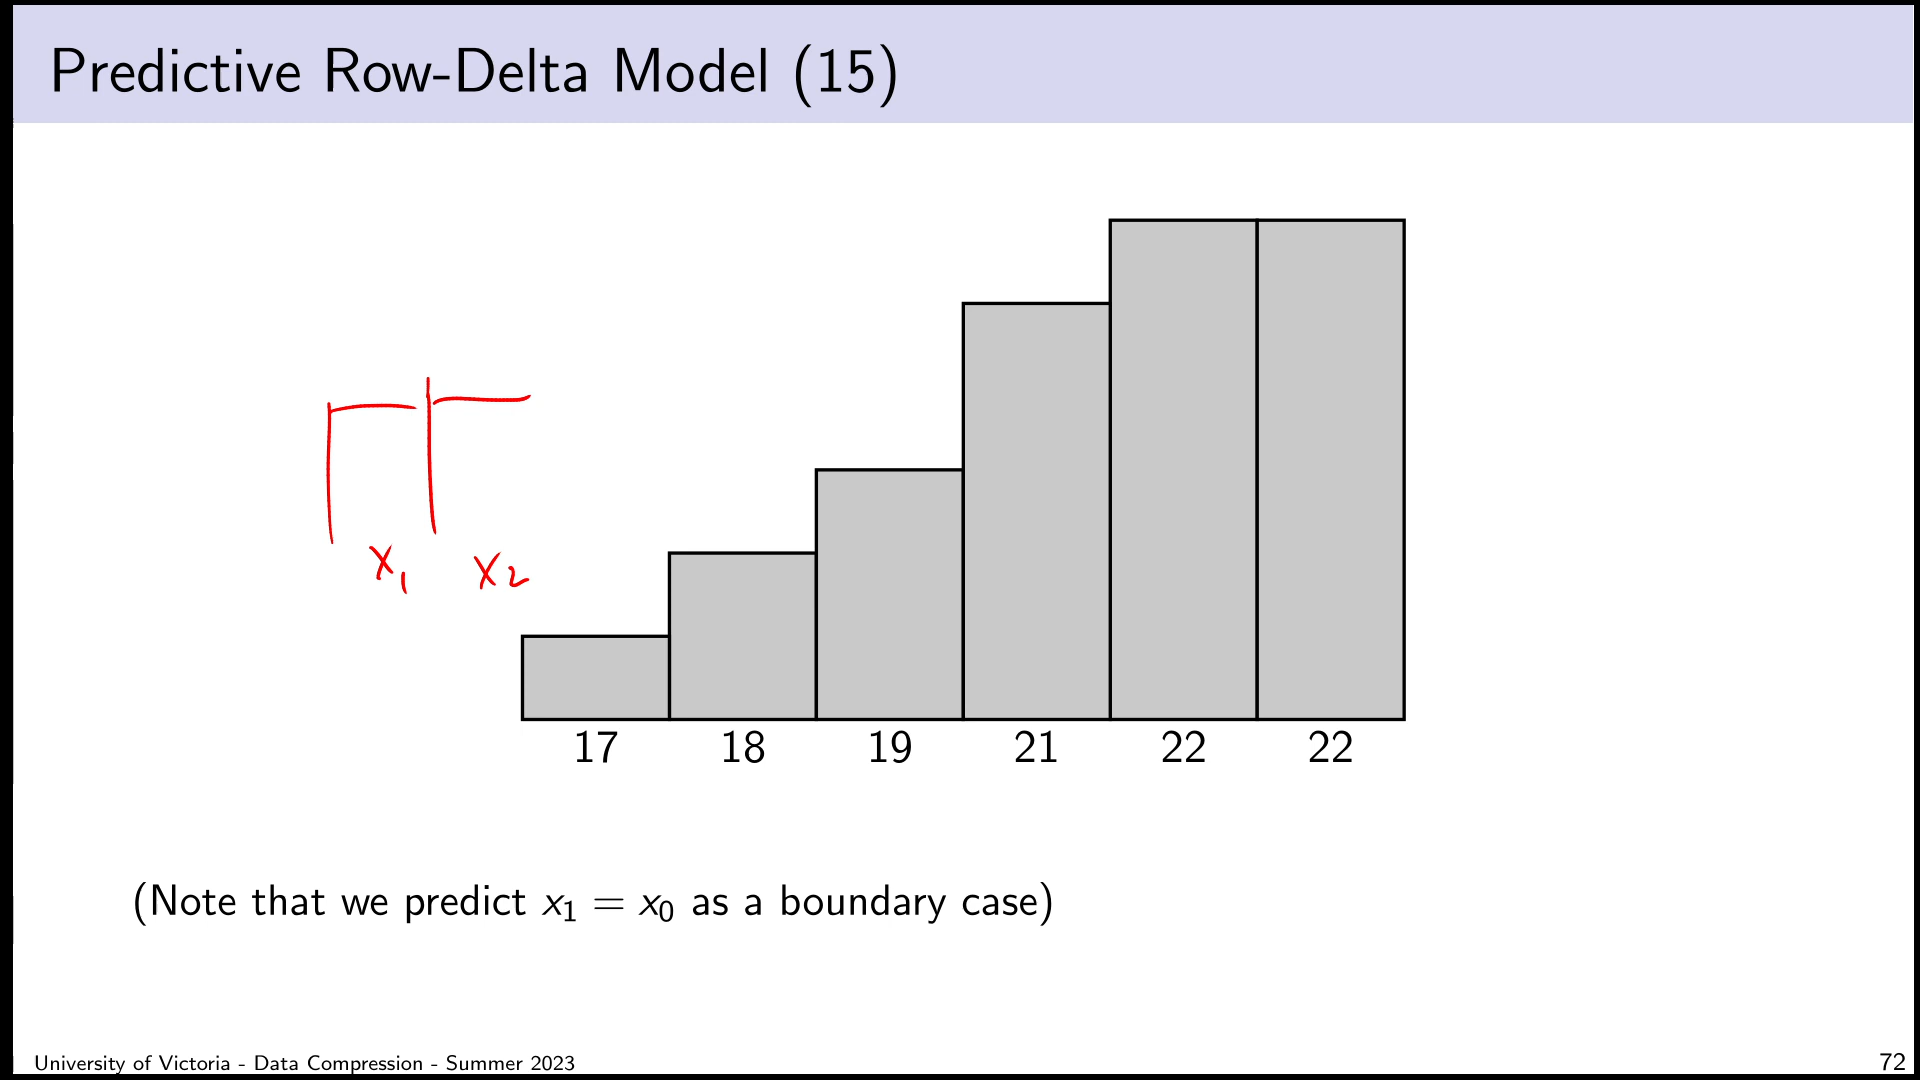 Predictive Row-Delta Model (15)
x₁ x₂
17 18 19 21 22 22
(Note that we predict x₁ = x₀ as a boundary case)
University of Victoria - Data Compression - Summer 2023 72